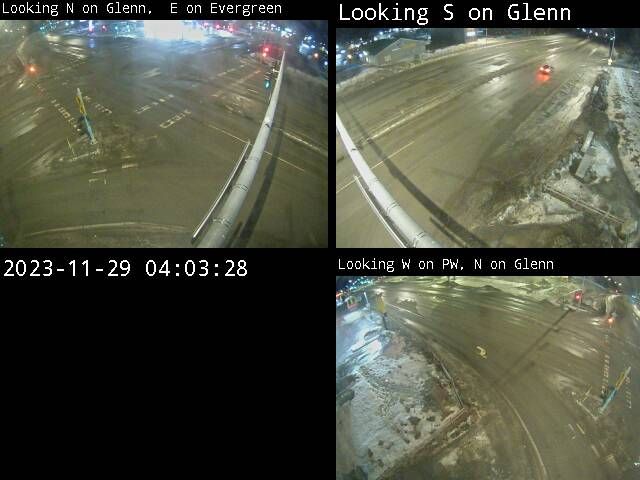 Looking N on Glenn,  E on Evergreen
Looking S on Glenn
2023-11-29 04:03:28
Looking W on PW, N on Glenn